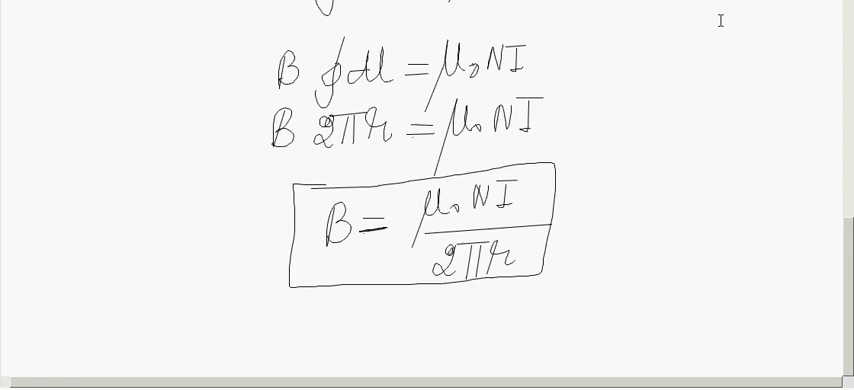 B ∮dl = μ₀NI
B 2πr = μ₀NI
B = μ₀NI / 2πr